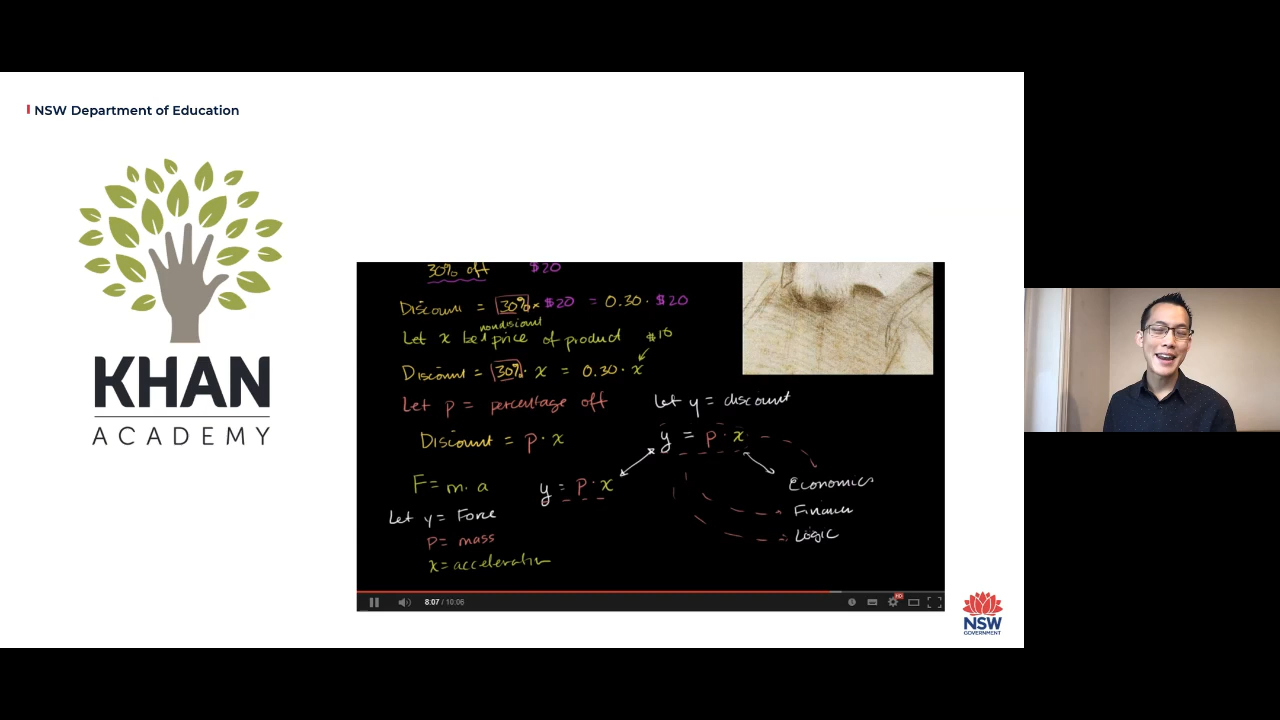 NSW Department of Education
KHAN
ACADEMY
30% off $20
Discount = 30% × $20 = 0.30 · $20
nondiscount
Let x be price of product $10
Discount = 30% · x = 0.30 · x
Let p = percentage off
Let y = discount
Discount = p · x
y = p · x
F = m · a
y = p · x
Economics
Let y = Force
Finance
p = mass
Logic
x = acceleration
8:07 / 10:06
HD
NSW
GOVERNMENT